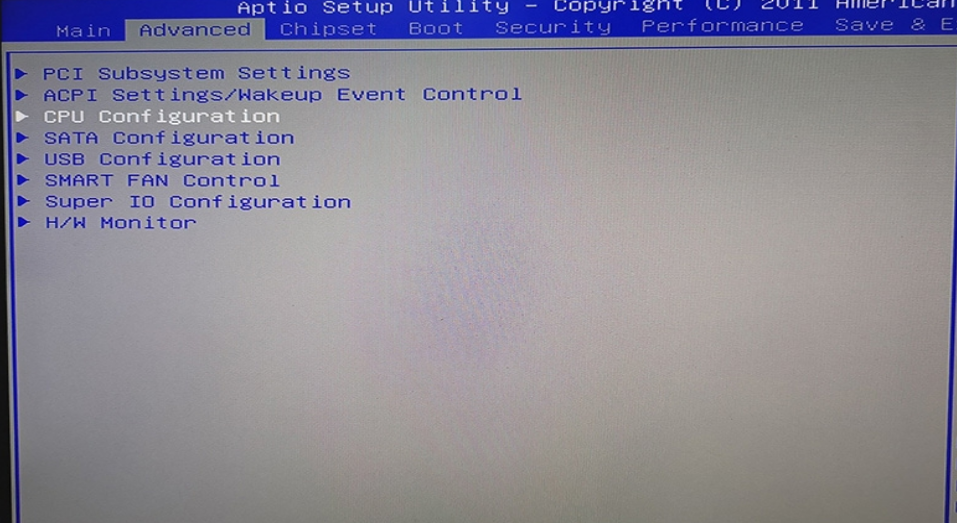 Aptio Setup Utility – Copyright (C) 2011 American
Main Advanced Chipset Boot Security Performance Save & E
► PCI Subsystem Settings
► ACPI Settings/Wakeup Event Control
► CPU Configuration
► SATA Configuration
► USB Configuration
► SMART FAN Control
► Super IO Configuration
► H/W Monitor